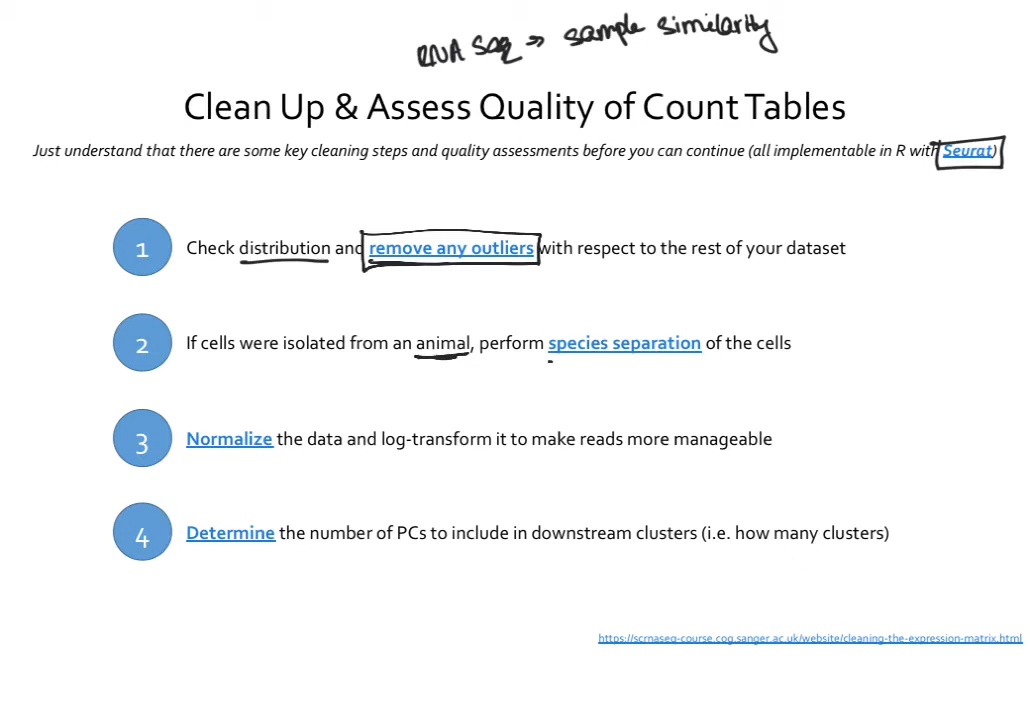 RNA Seq => sample similarity
Clean Up & Assess Quality of Count Tables
Just understand that there are some key cleaning steps and quality assessments before you can continue (all implementable in R with Seurat)
1 Check distribution and remove any outliers with respect to the rest of your dataset
2 If cells were isolated from an animal, perform species separation of the cells
3 Normalize the data and log-transform it to make reads more manageable
4 Determine the number of PCs to include in downstream clusters (i.e. how many clusters)
https://scrnaseq-course.cog.sanger.ac.uk/website/cleaning-the-expression-matrix.html